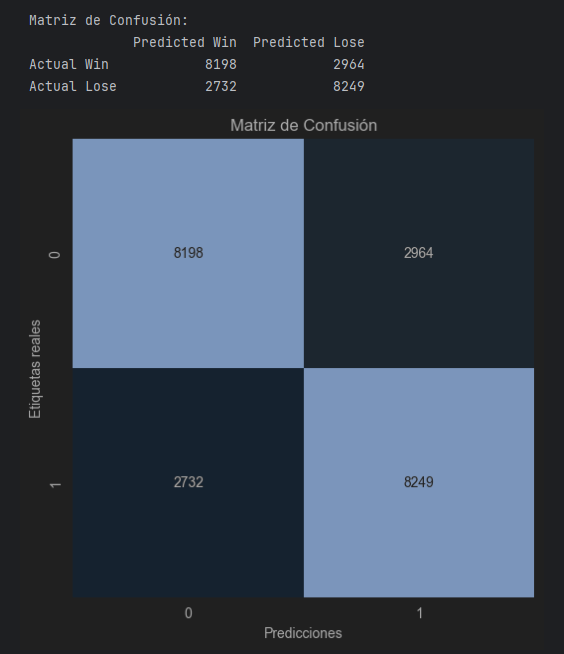 Matriz de Confusión:
Predicted Win Predicted Lose
Actual Win 8198 2964
Actual Lose 2732 8249
Matriz de Confusión
0
8198 2964
Etiquetas reales
1
2732 8249
0 1
Predicciones